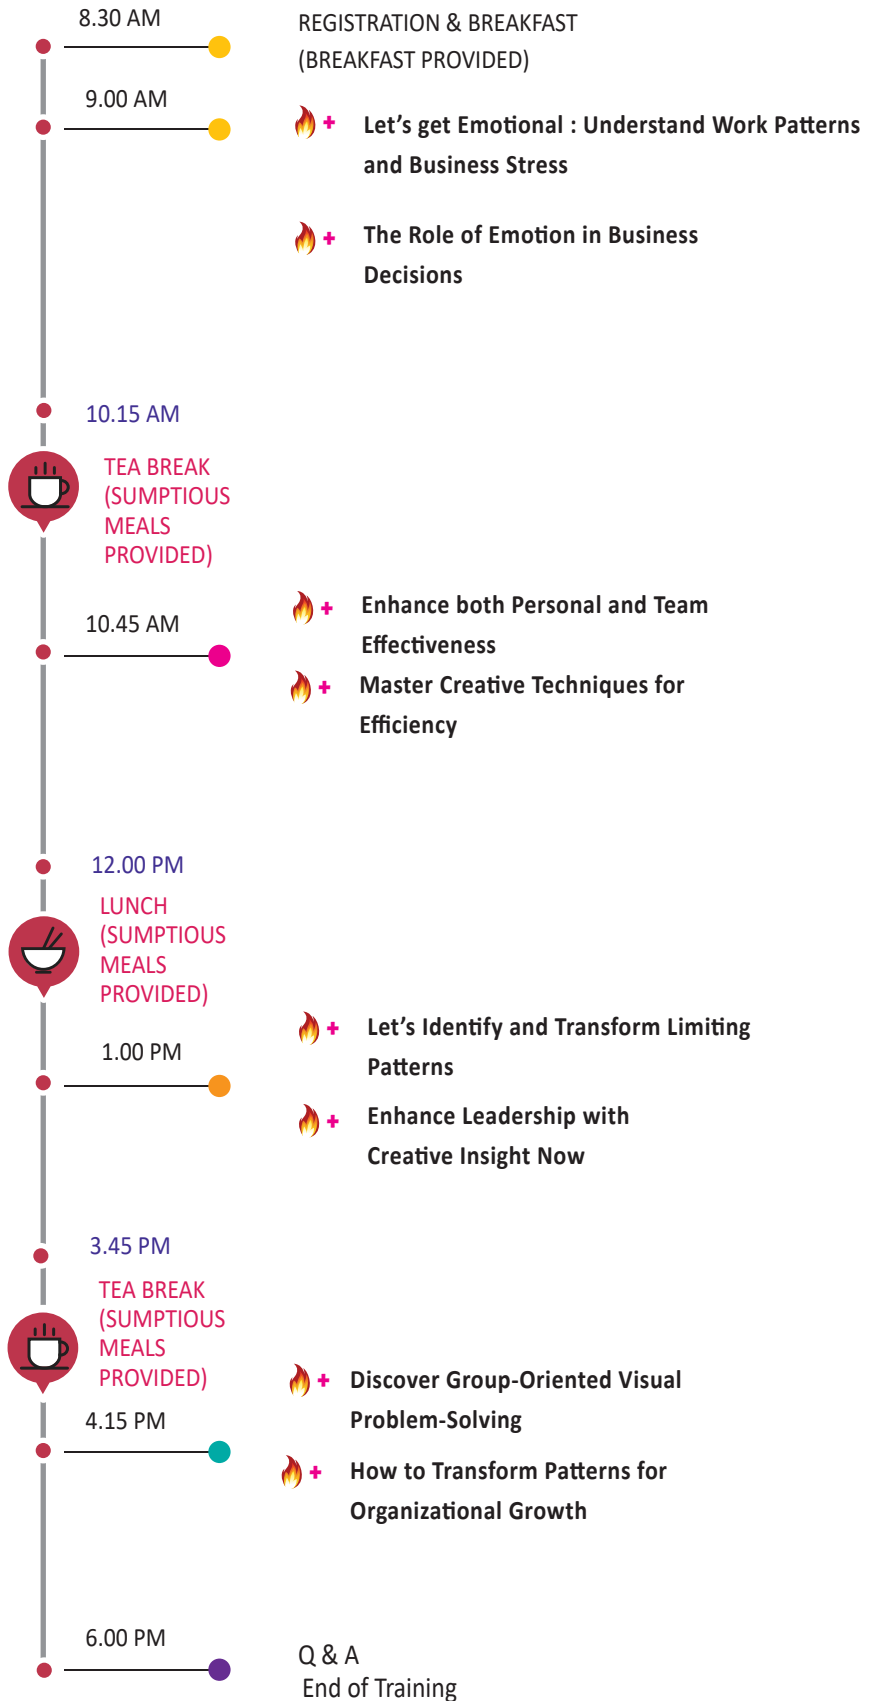 8.30 AM
REGISTRATION & BREAKFAST
(BREAKFAST PROVIDED)
9.00 AM
Let’s get Emotional : Understand Work Patterns
and Business Stress
The Role of Emotion in Business
Decisions
10.15 AM
TEA BREAK
(SUMPTIOUS
MEALS
PROVIDED)
10.45 AM
Enhance both Personal and Team
Effectiveness
Master Creative Techniques for
Efficiency
12.00 PM
LUNCH
(SUMPTIOUS
MEALS
PROVIDED)
1.00 PM
Let’s Identify and Transform Limiting
Patterns
Enhance Leadership with
Creative Insight Now
3.45 PM
TEA BREAK
(SUMPTIOUS
MEALS
PROVIDED)
4.15 PM
Discover Group-Oriented Visual
Problem-Solving
How to Transform Patterns for
Organizational Growth
6.00 PM
Q & A
End of Training